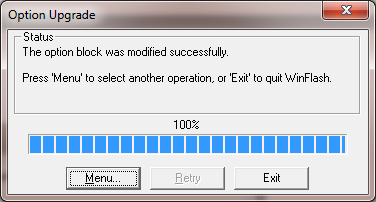 Option Upgrade
Status
The option block was modified successfully.
Press 'Menu' to select another operation, or 'Exit' to quit WinFlash.
100%
Menu... Retry Exit